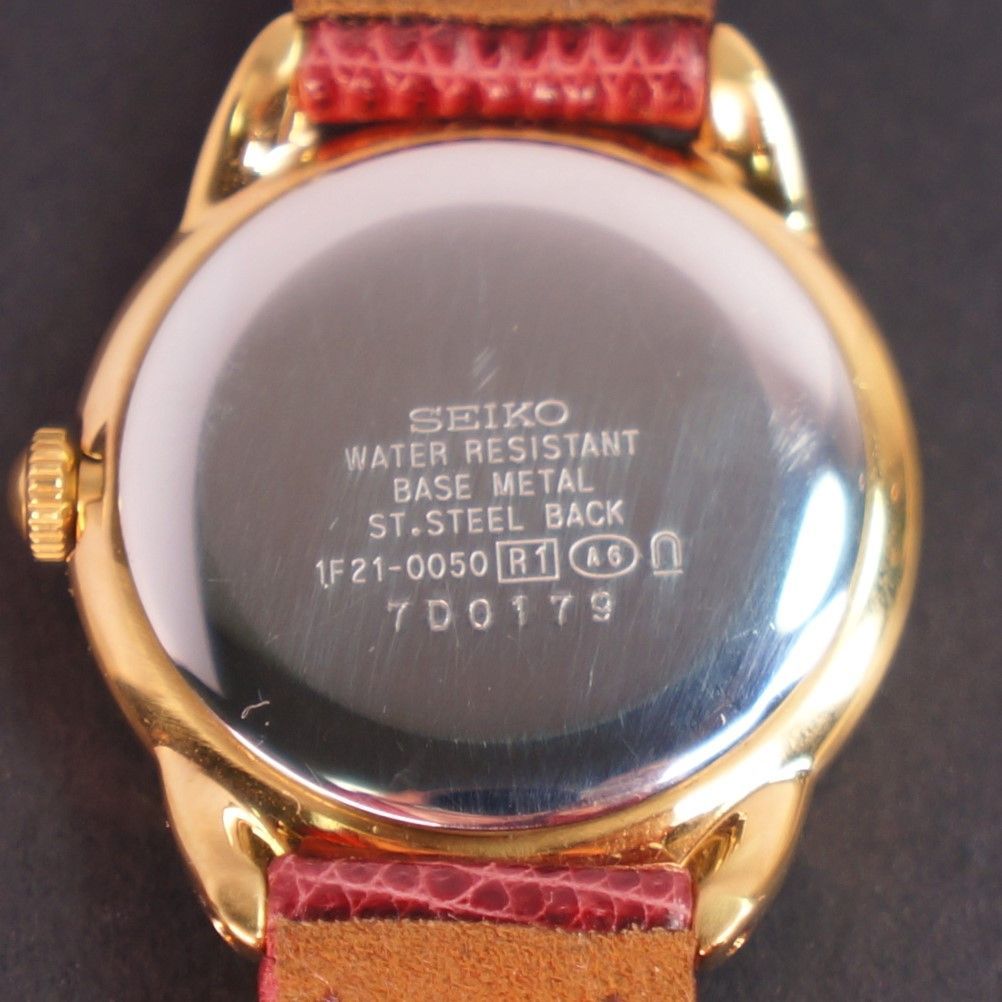 SEIKO
WATER RESISTANT
BASE METAL
ST.STEEL BACK
1F21-0050 R1 A6
7D0179